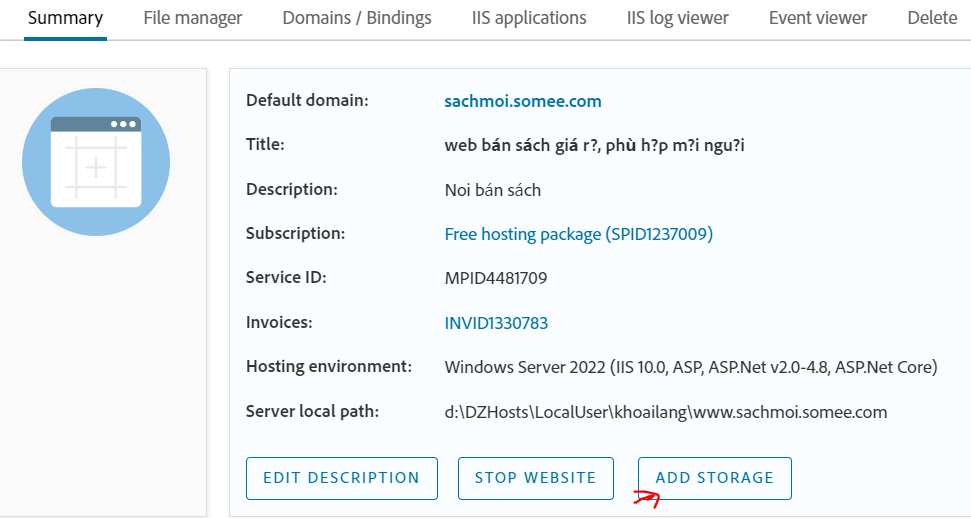 Summary File manager Domains / Bindings IIS applications IIS log viewer Event viewer Delete
Default domain: sachmoi.somee.com
Title: web bán sách giá r?, phù h?p m?i ngu?i
Description: Noi bán sách
Subscription: Free hosting package (SPID1237009)
Service ID: MPID4481709
Invoices: INVID1330783
Hosting environment: Windows Server 2022 (IIS 10.0, ASP, ASP.Net v2.0-4.8, ASP.Net Core)
Server local path: d:\DZHosts\LocalUser\khoailang\www.sachmoi.somee.com
EDIT DESCRIPTION STOP WEBSITE ADD STORAGE